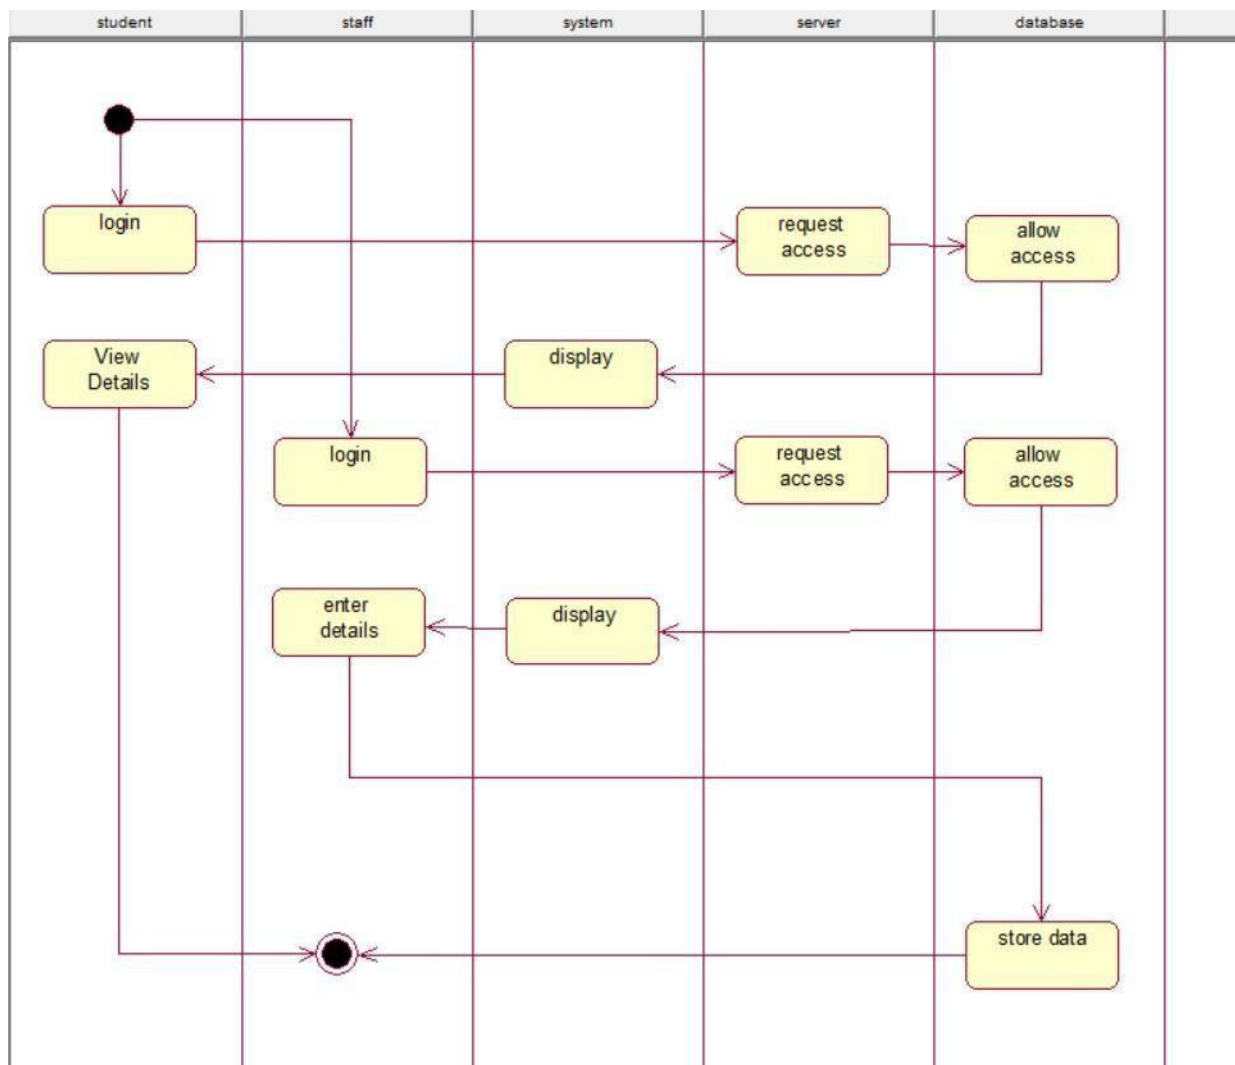 student
staff
system
server
database
login
request
access
allow
access
View
Details
display
login
request
access
allow
access
enter
details
display
store data